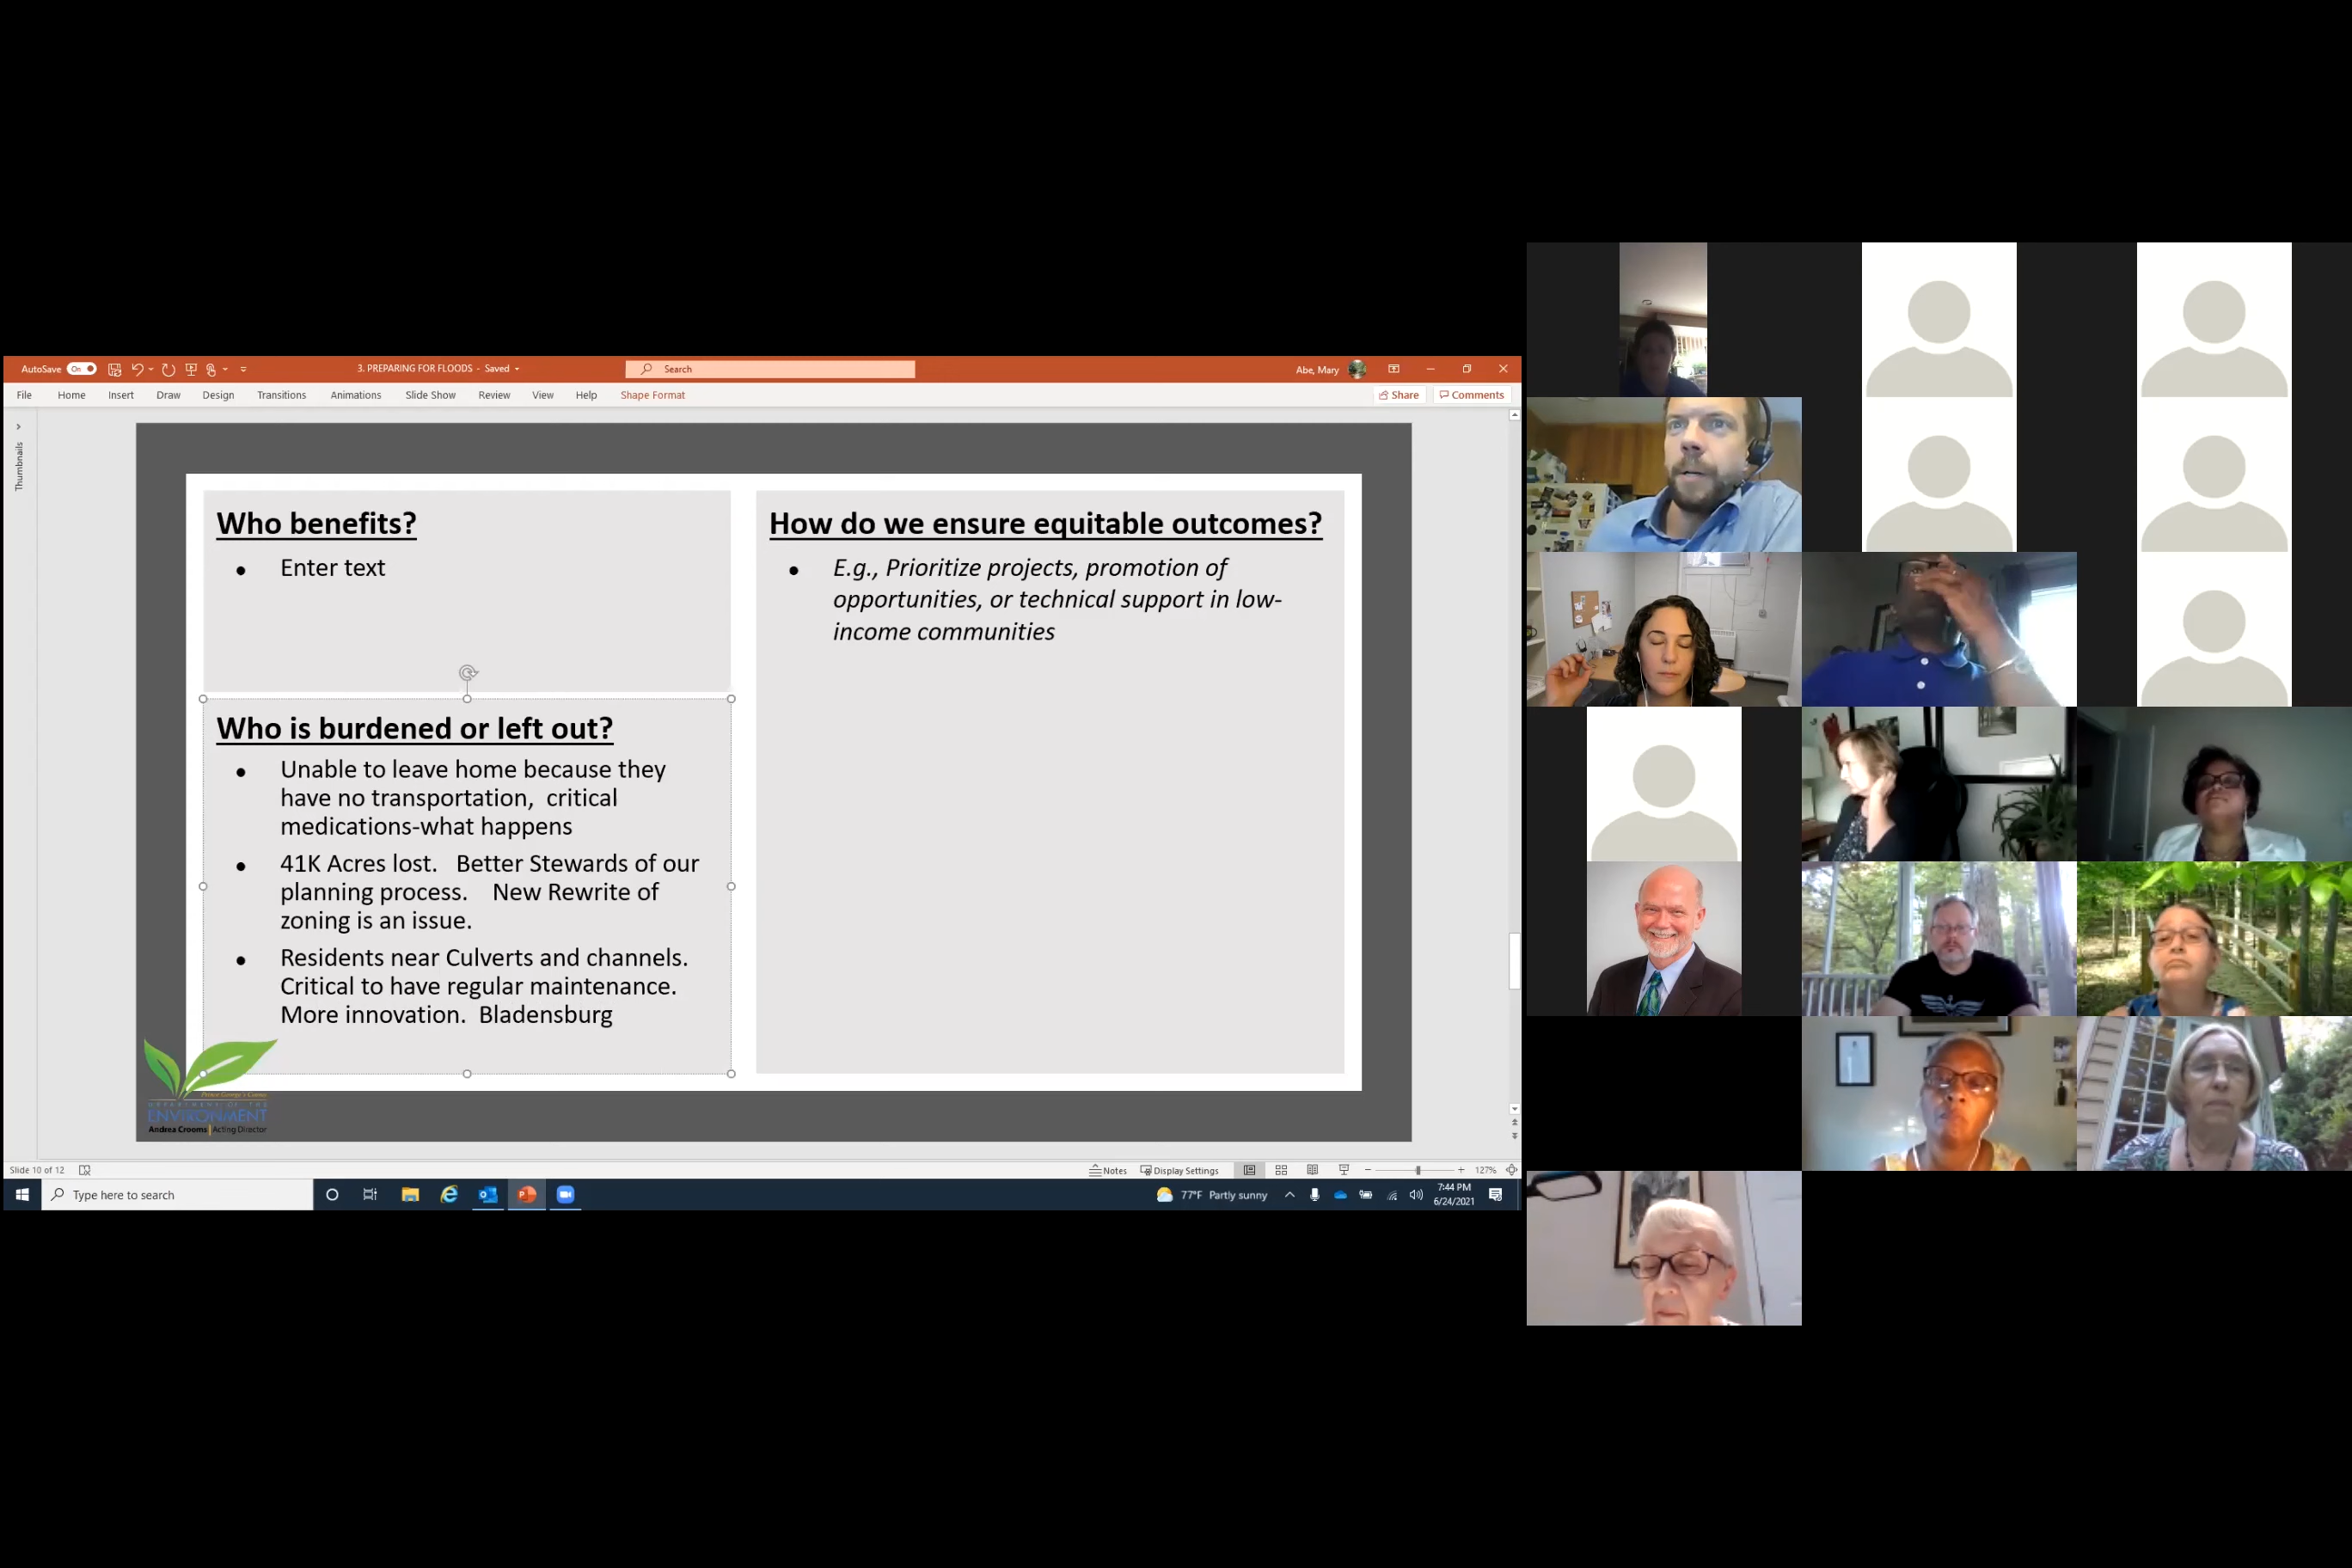 AutoSave On
3. PREPARING FOR FLOODS - Saved
Search
Abe, Mary
File Home Insert Draw Design Transitions Animations Slide Show Review View Help Shape Format
Share Comments
Thumbnails
Who benefits?
• Enter text
Who is burdened or left out?
• Unable to leave home because they
have no transportation, critical
medications-what happens
• 41K Acres lost. Better Stewards of our
planning process. New Rewrite of
zoning is an issue.
• Residents near Culverts and channels.
Critical to have regular maintenance.
More innovation. Bladensburg
How do we ensure equitable outcomes?
• E.g., Prioritize projects, promotion of
opportunities, or technical support in low-
income communities
Prince George's County
DEPARTMENT OF THE
ENVIRONMENT
Andrea Crooms | Acting Director
Slide 10 of 12
Notes Display Settings 127%
Type here to search
77°F Partly sunny
7:44 PM
6/24/2021